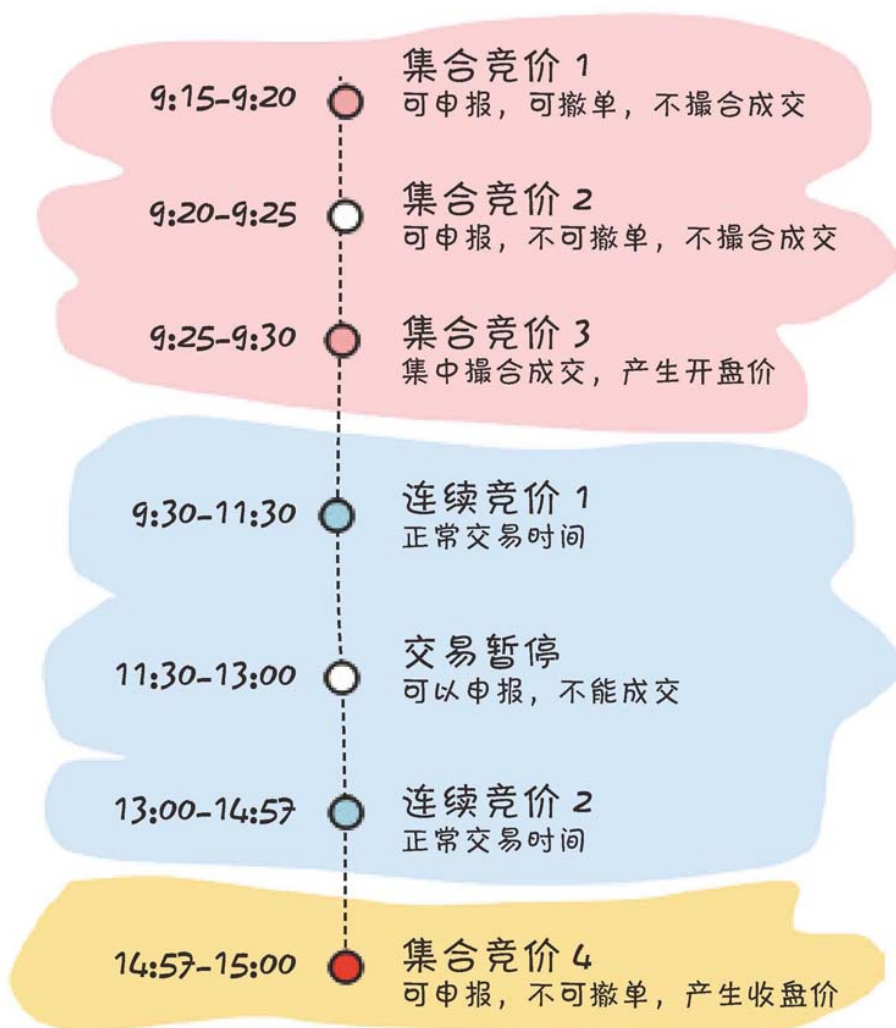 9:15-9:20
集合竞价 1
可申报，可撤单，不撮合成交
9:20-9:25
集合竞价 2
可申报，不可撤单，不撮合成交
9:25-9:30
集合竞价 3
集中撮合成交，产生开盘价
9:30-11:30
连续竞价 1
正常交易时间
11:30-13:00
交易暂停
可以申报，不能成交
13:00-14:57
连续竞价 2
正常交易时间
14:57-15:00
集合竞价 4
可申报，不可撤单，产生收盘价